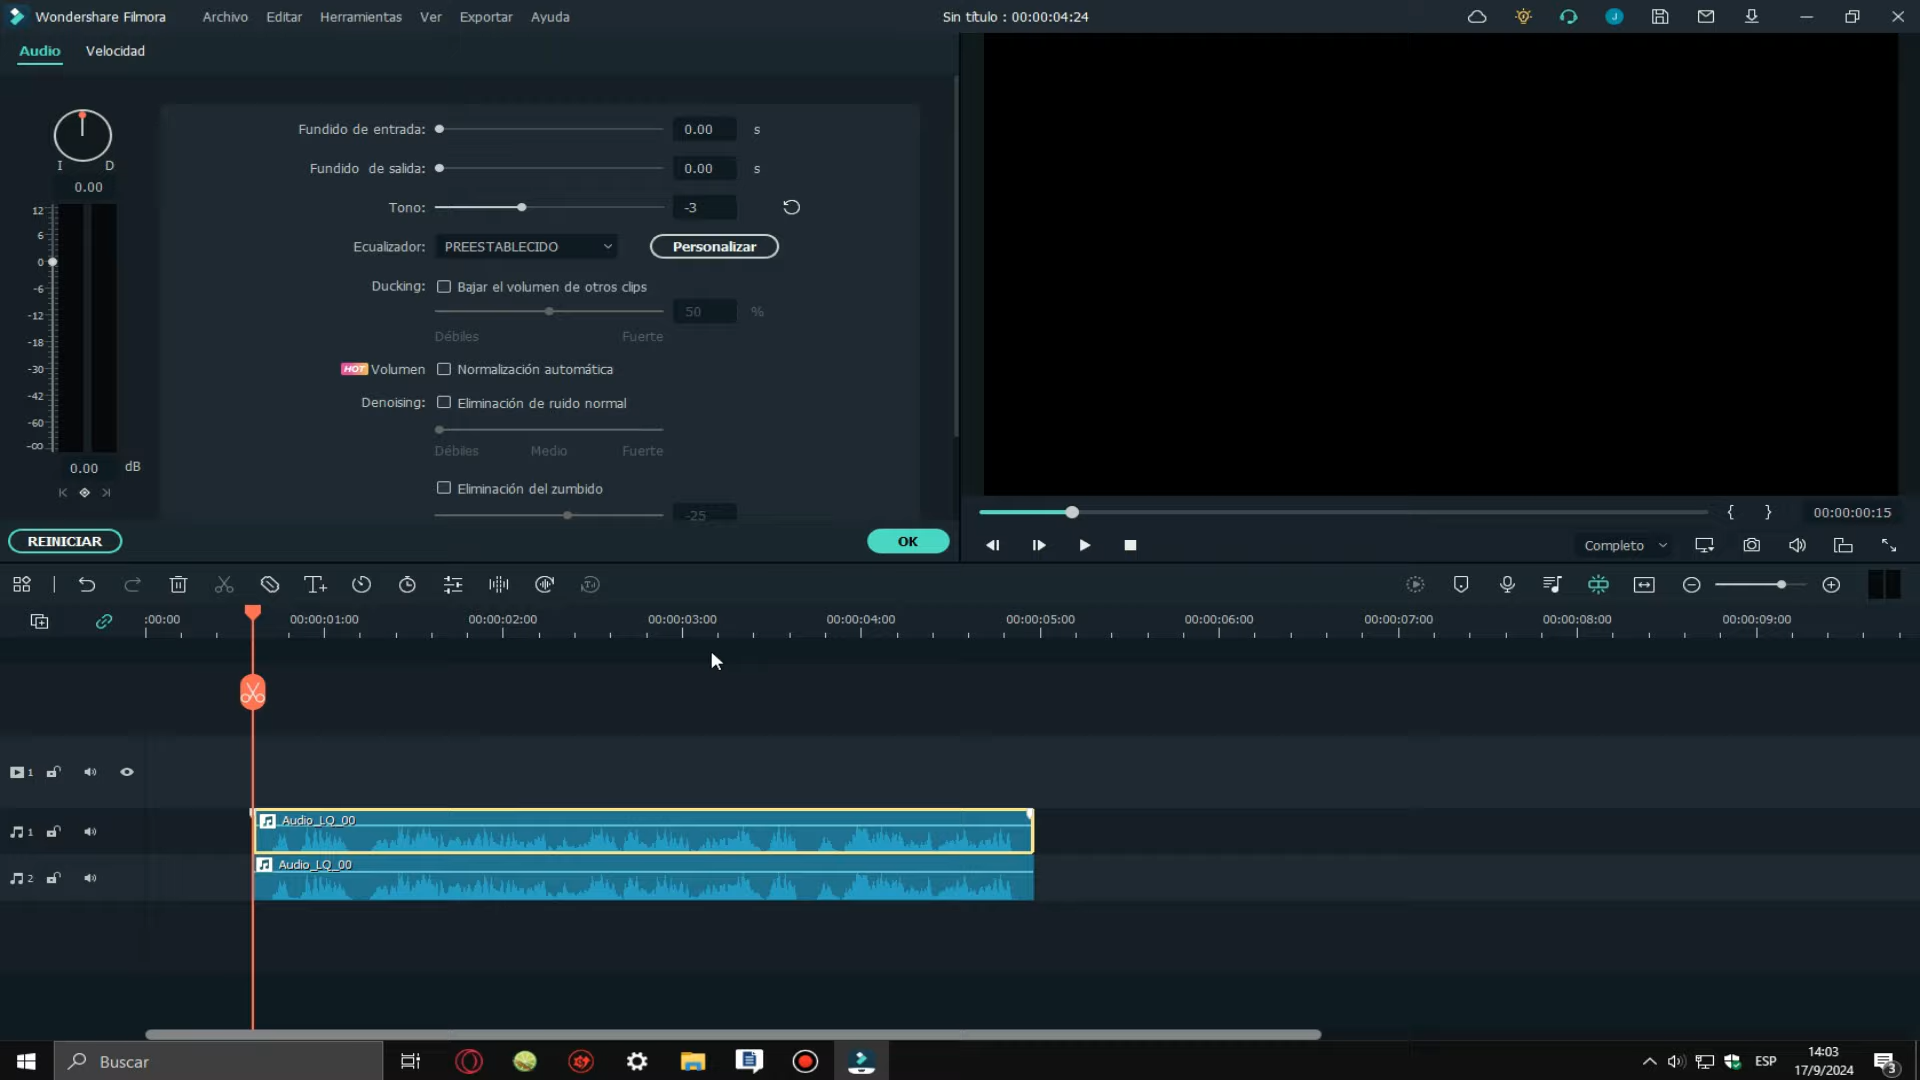 Wondershare Filmora Archivo Editar Herramientas Ver Exportar Ayuda Sin título : 00:00:04:24 J
Audio Velocidad
I D
0.00
12
6
0
-6
-12
-18
-30
-42
-60
-∞
0.00 dB
Fundido de entrada: 0.00 s
Fundido de salida: 0.00 s
Tono: -3
Ecualizador: PREESTABLECIDO Personalizar
Ducking: Bajar el volumen de otros clips
50 %
Débiles Fuerte
HOT Volumen Normalización automática
Denoising: Eliminación de ruido normal
Débiles Medio Fuerte
Eliminación del zumbido
-25
REINICIAR OK
{ } 00:00:00:15
Completo
:00:00 00:00:01:00 00:00:02:00 00:00:03:00 00:00:04:00 00:00:05:00 00:00:06:00 00:00:07:00 00:00:08:00 00:00:09:00
1
1 Audio_LQ_00
2 Audio_LQ_00
Buscar ESP 14:03
17/9/2024 3